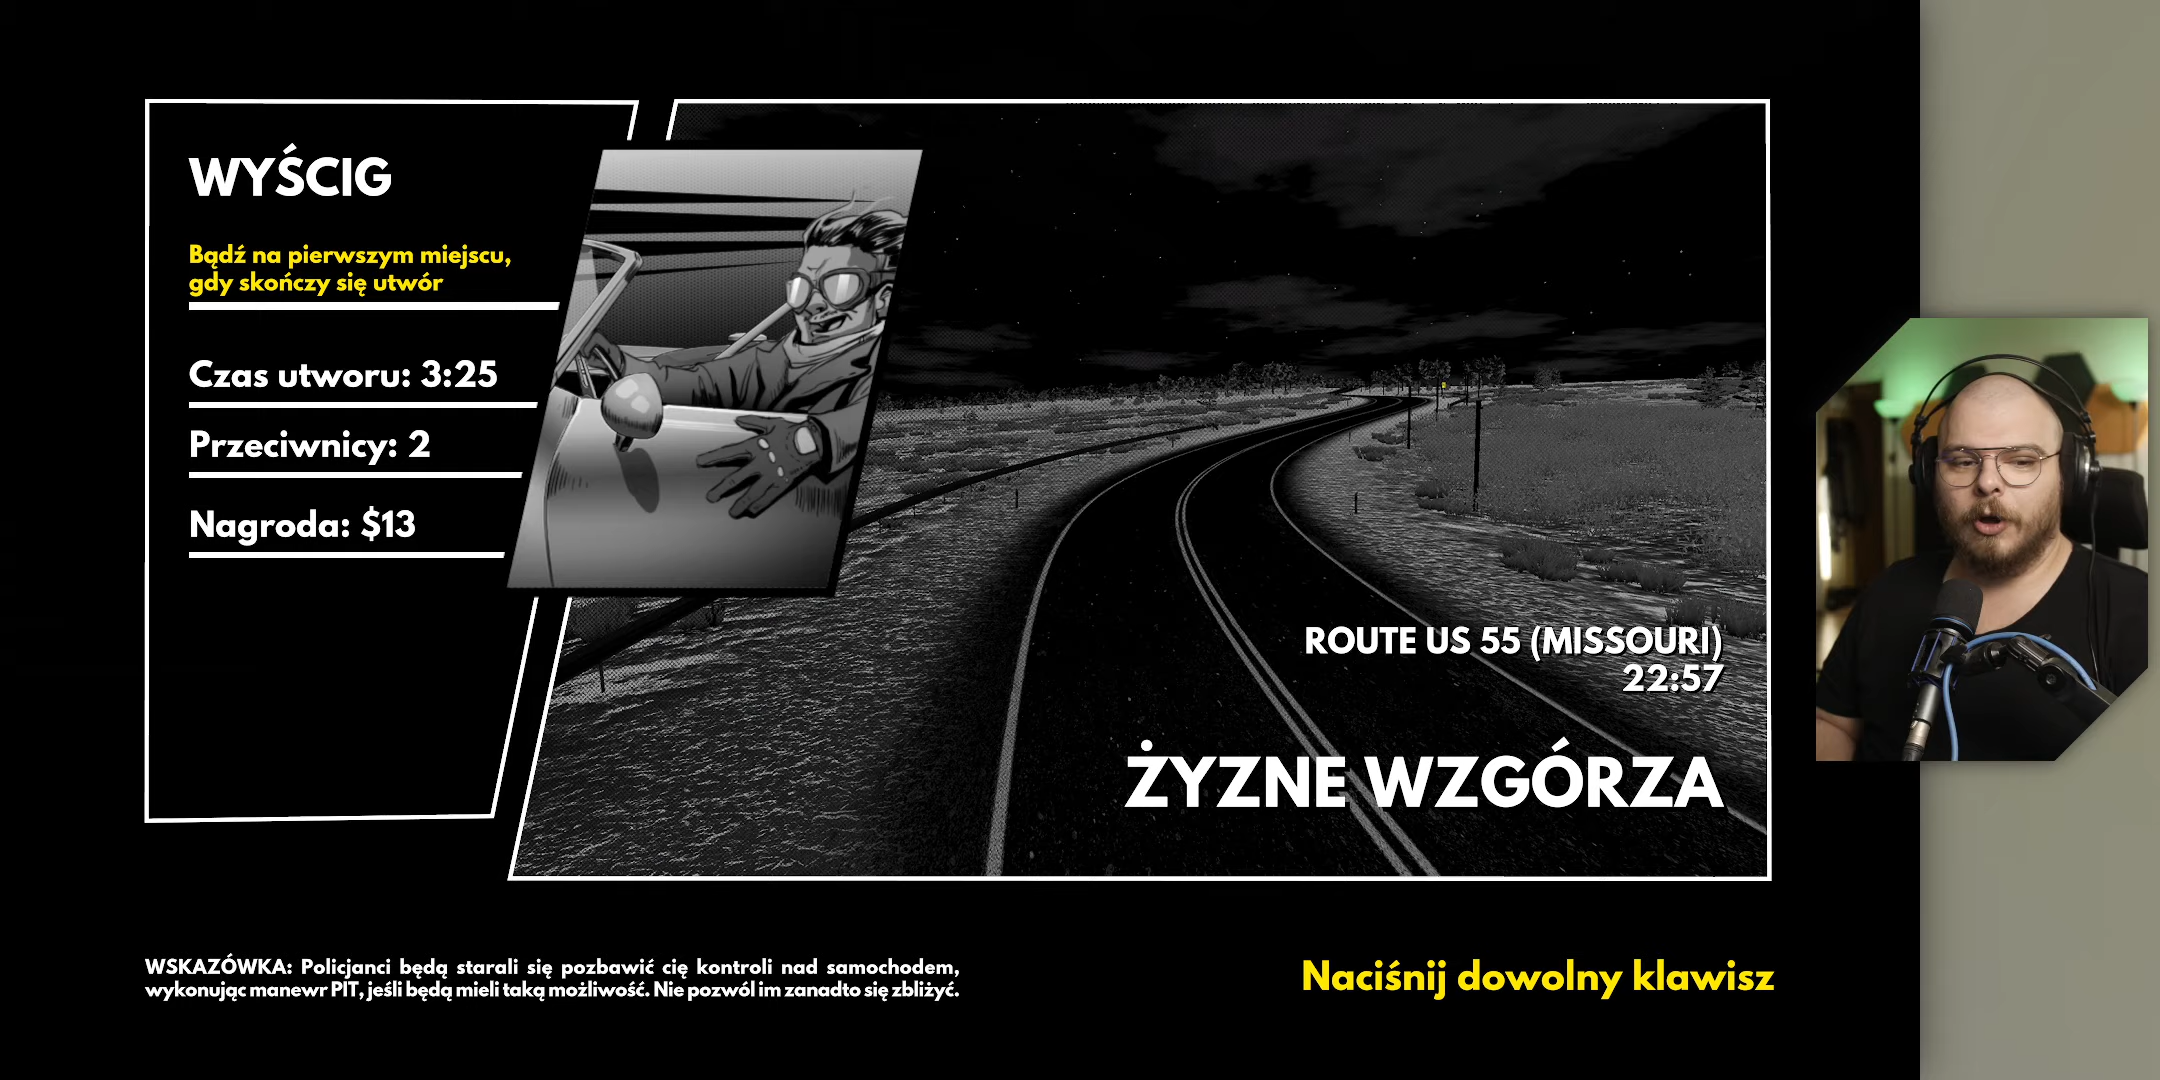 WYŚCIG
Bądź na pierwszym miejscu,
gdy skończy się utwór
Czas utworu: 3:25
Przeciwnicy: 2
Nagroda: $13
ROUTE US 55 (MISSOURI)
22:57
ŻYZNE WZGÓRZA
WSKAZÓWKA: Policjanci będą starali się pozbawić cię kontroli nad samochodem,
wykonując manewr PIT, jeśli będą mieli taką możliwość. Nie pozwól im zanadto się zbliżyć.
Naciśnij dowolny klawisz